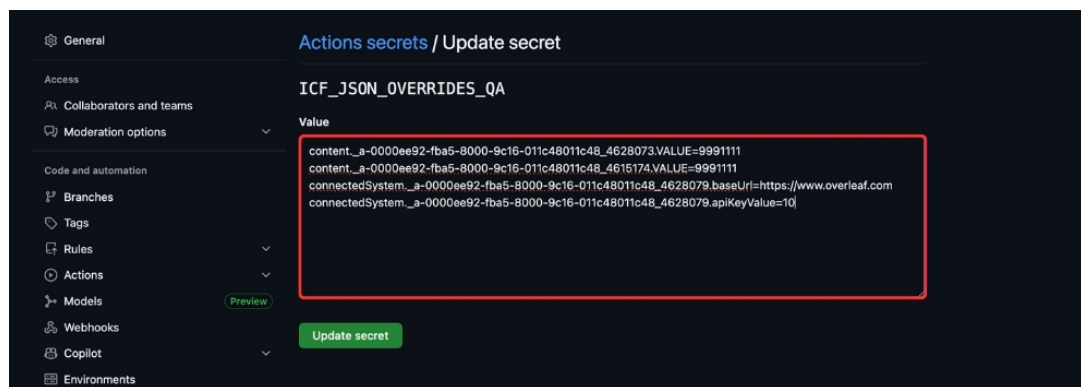 General
Access
Collaborators and teams
Moderation options
Code and automation
Branches
Tags
Rules
Actions
Models Preview
Webhooks
Copilot
Environments
Actions secrets / Update secret
ICF_JSON_OVERRIDES_QA
Value
content._a-0000ee92-fba5-8000-9c16-011c48011c48_4628073.VALUE=9991111
content._a-0000ee92-fba5-8000-9c16-011c48011c48_4615174.VALUE=9991111
connectedSystem._a-0000ee92-fba5-8000-9c16-011c48011c48_4628079.baseUrl=https://www.overleaf.com
connectedSystem._a-0000ee92-fba5-8000-9c16-011c48011c48_4628079.apiKeyValue=10
Update secret